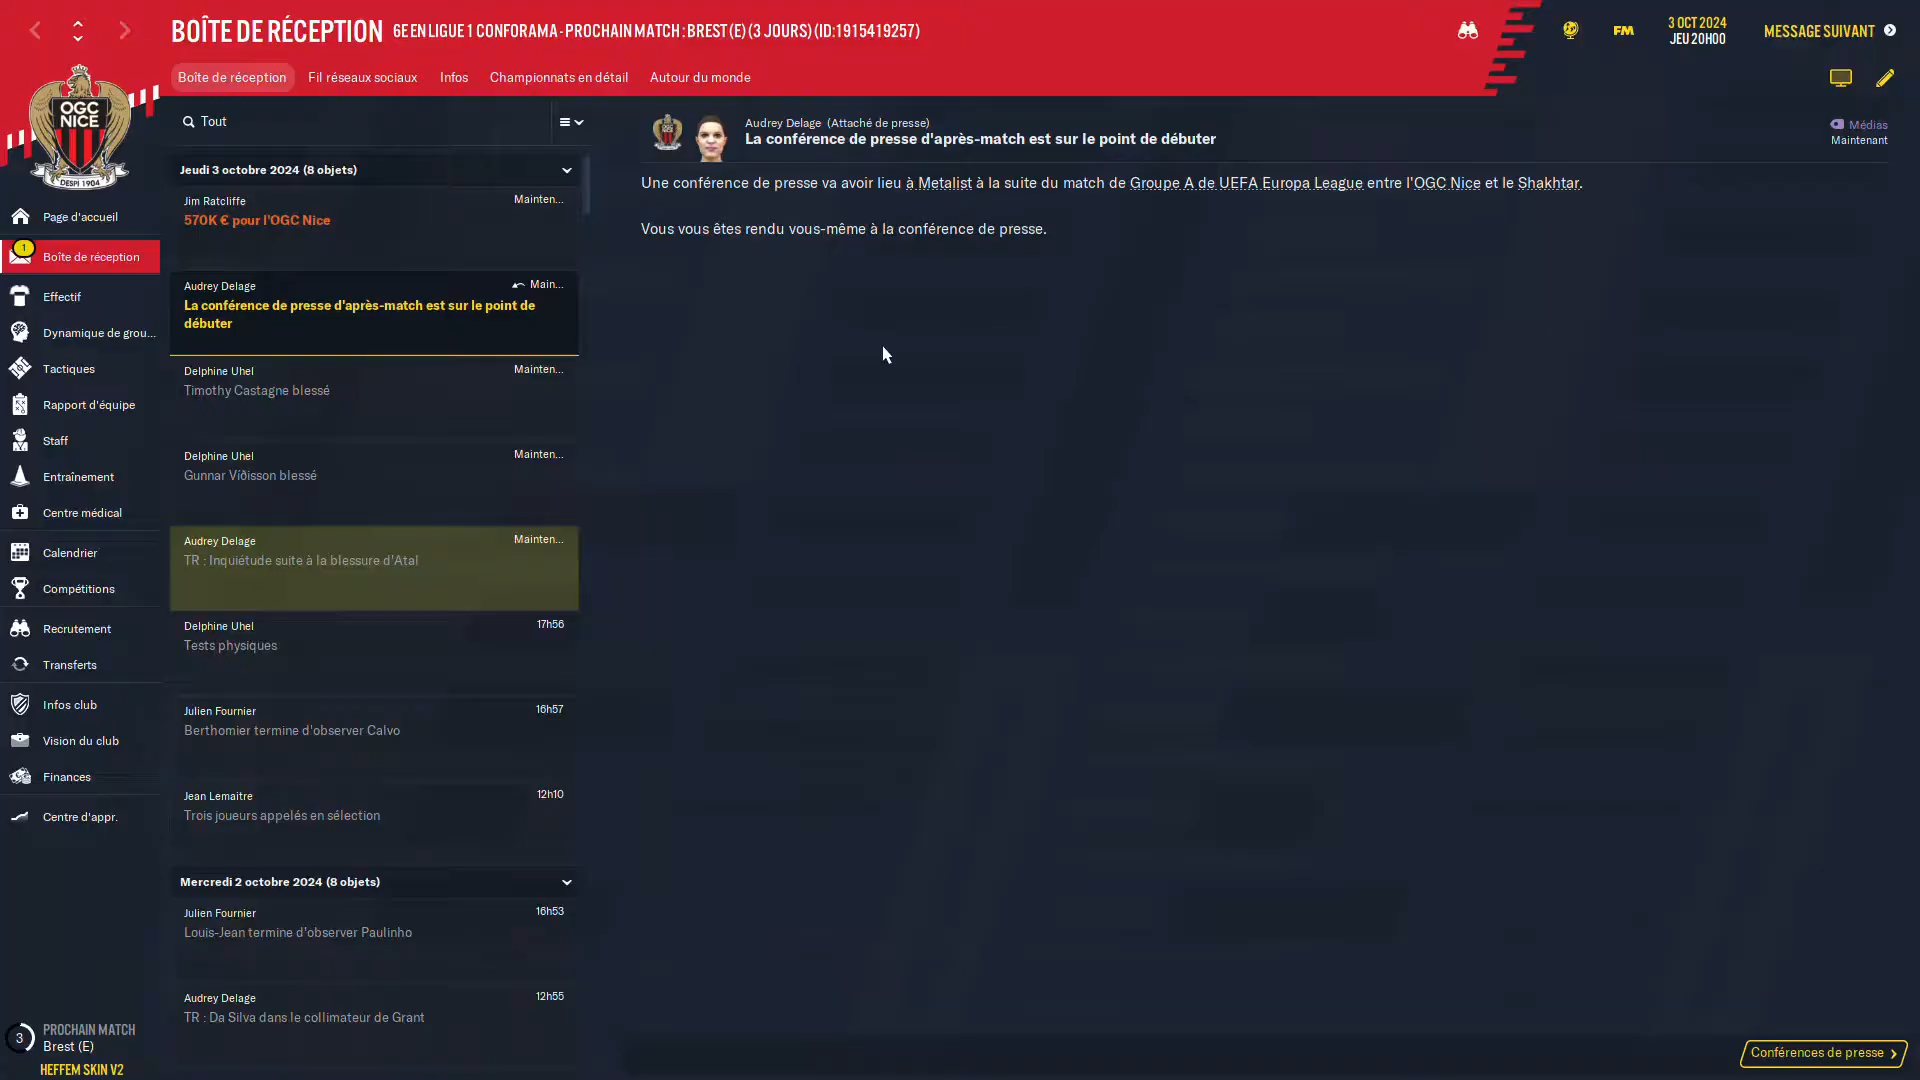 BOÎTE DE RÉCEPTION 6E EN LIGUE 1 CONFORAMA - PROCHAIN MATCH : BREST (E) (3 JOURS) (ID:1915419257)
FM
3 OCT 2024
JEU 20H00
MESSAGE SUIVANT
Boîte de réception Fil réseaux sociaux Infos Championnats en détail Autour du monde
OGC
NICE
DEPUI 1904
Page d'accueil
1
Boîte de réception
Effectif
Dynamique de grou...
Tactiques
Rapport d'équipe
Staff
Entraînement
Centre médical
Calendrier
Compétitions
Recrutement
Transferts
Infos club
Vision du club
Finances
Centre d'appr.
3
PROCHAIN MATCH
Brest (E)
HEFFEM SKIN V2
Tout
Jeudi 3 octobre 2024 (8 objets)
Jim Ratcliffe Mainten...
570K € pour l'OGC Nice
Audrey Delage Main...
La conférence de presse d'après-match est sur le point de
débuter
Delphine Uhel Mainten...
Timothy Castagne blessé
Delphine Uhel Mainten...
Gunnar Víðisson blessé
Audrey Delage Mainten...
TR : Inquiétude suite à la blessure d'Atal
Delphine Uhel 17h56
Tests physiques
Julien Fournier 16h57
Berthomier termine d'observer Calvo
Jean Lemaitre 12h10
Trois joueurs appelés en sélection
Mercredi 2 octobre 2024 (8 objets)
Julien Fournier 16h53
Louis-Jean termine d'observer Paulinho
Audrey Delage 12h55
TR : Da Silva dans le collimateur de Grant
Audrey Delage (Attaché de presse)
La conférence de presse d'après-match est sur le point de débuter
Médias
Maintenant
Une conférence de presse va avoir lieu à Metalist à la suite du match de Groupe A de UEFA Europa League entre l'OGC Nice et le Shakhtar.
Vous vous êtes rendu vous-même à la conférence de presse.
Conférences de presse